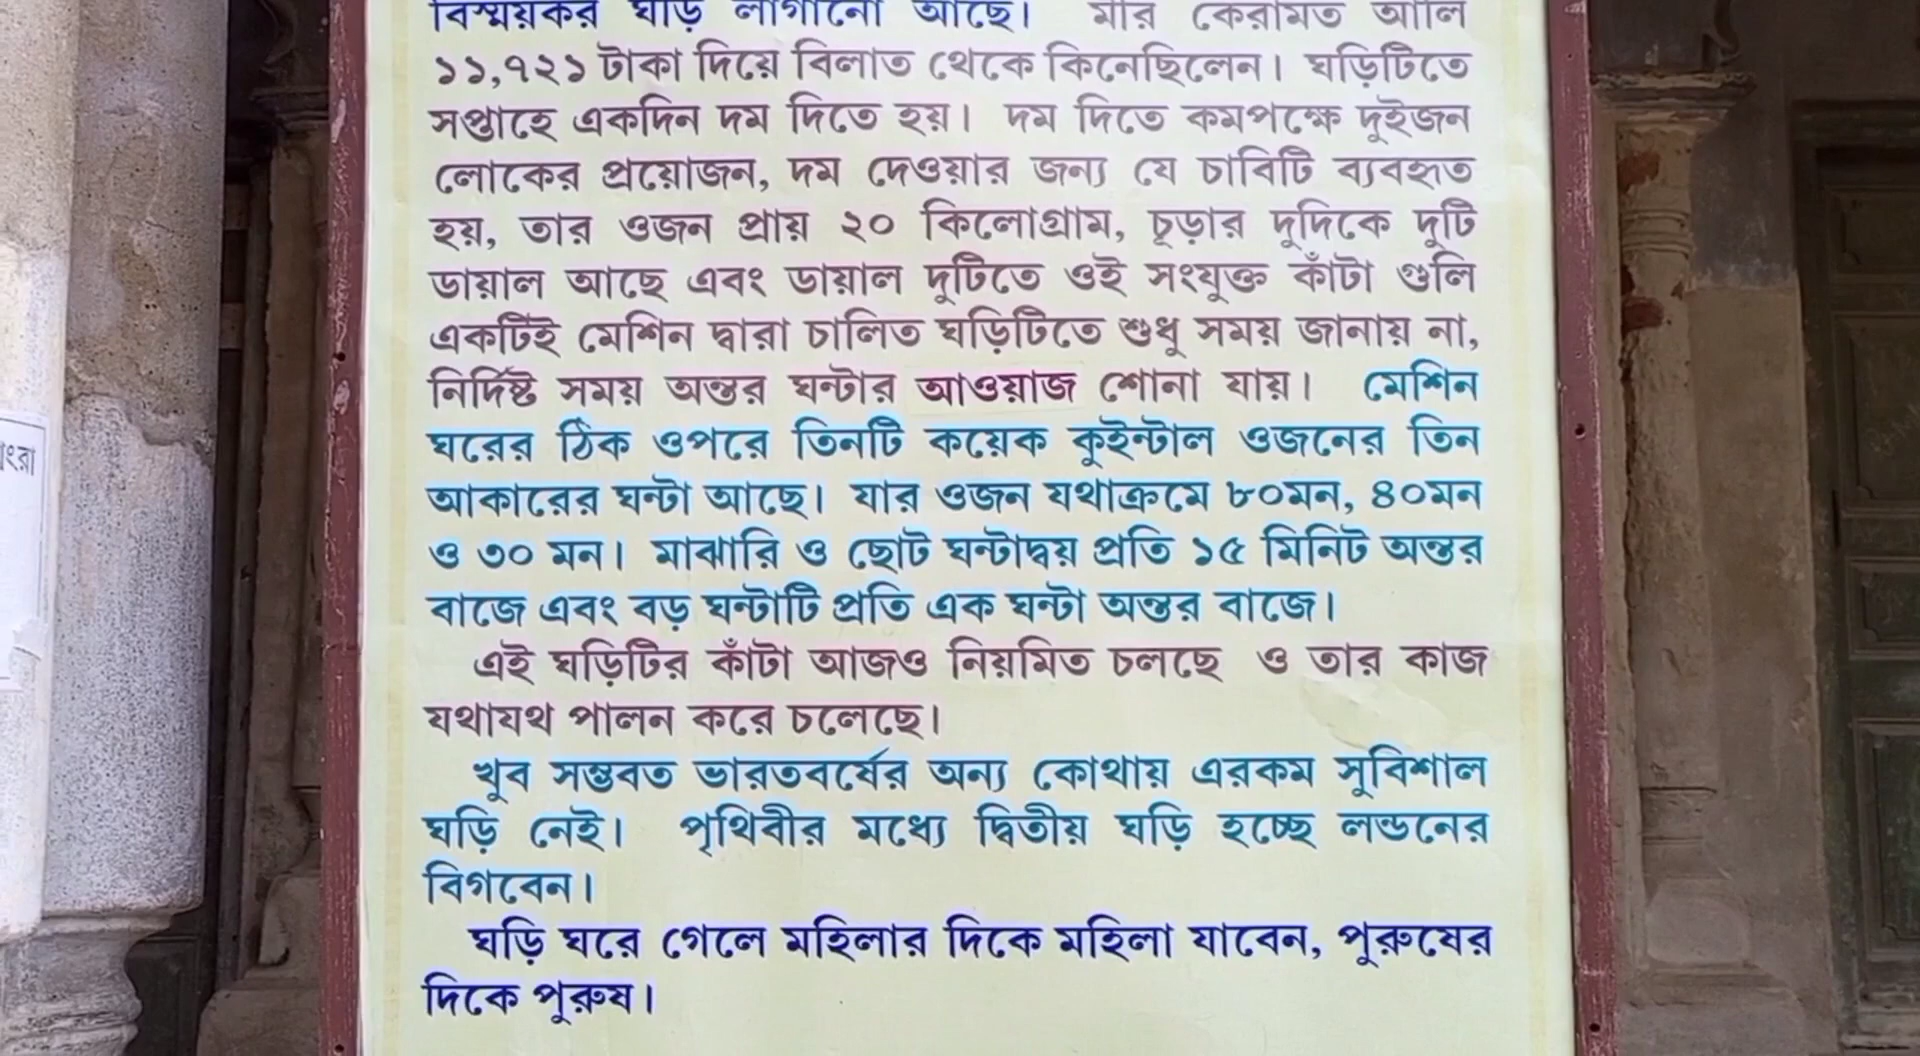 বিস্ময়কর ঘড়ি লাগানো আছে। মীর কেরামত আলি
১১,৭২১ টাকা দিয়ে বিলাত থেকে কিনেছিলেন। ঘড়িটিতে
সপ্তাহে একদিন দম দিতে হয়। দম দিতে কমপক্ষে দুইজন
লোকের প্রয়োজন, দম দেওয়ার জন্য যে চাবিটি ব্যবহৃত
হয়, তার ওজন প্রায় ২০ কিলোগ্রাম, চূড়ার দুদিকে দুটি
ডায়াল আছে এবং ডায়াল দুটিতে ওই সংযুক্ত কাঁটা গুলি
একটিই মেশিন দ্বারা চালিত ঘড়িটিতে শুধু সময় জানায় না,
নির্দিষ্ট সময় অন্তর ঘন্টার আওয়াজ শোনা যায়। মেশিন
ঘরের ঠিক ওপরে তিনটি কয়েক কুইন্টাল ওজনের তিন
আকারের ঘন্টা আছে। যার ওজন যথাক্রমে ৮০মন, ৪০মন
ও ৩০ মন। মাঝারি ও ছোট ঘন্টাদ্বয় প্রতি ১৫ মিনিট অন্তর
বাজে এবং বড় ঘন্টাটি প্রতি এক ঘন্টা অন্তর বাজে।
এই ঘড়িটির কাঁটা আজও নিয়মিত চলছে ও তার কাজ
যথাযথ পালন করে চলেছে।
খুব সম্ভবত ভারতবর্ষের অন্য কোথায় এরকম সুবিশাল
ঘড়ি নেই। পৃথিবীর মধ্যে দ্বিতীয় ঘড়ি হচ্ছে লন্ডনের
বিগবেন।
ঘড়ি ঘরে গেলে মহিলার দিকে মহিলা যাবেন, পুরুষের
দিকে পুরুষ।